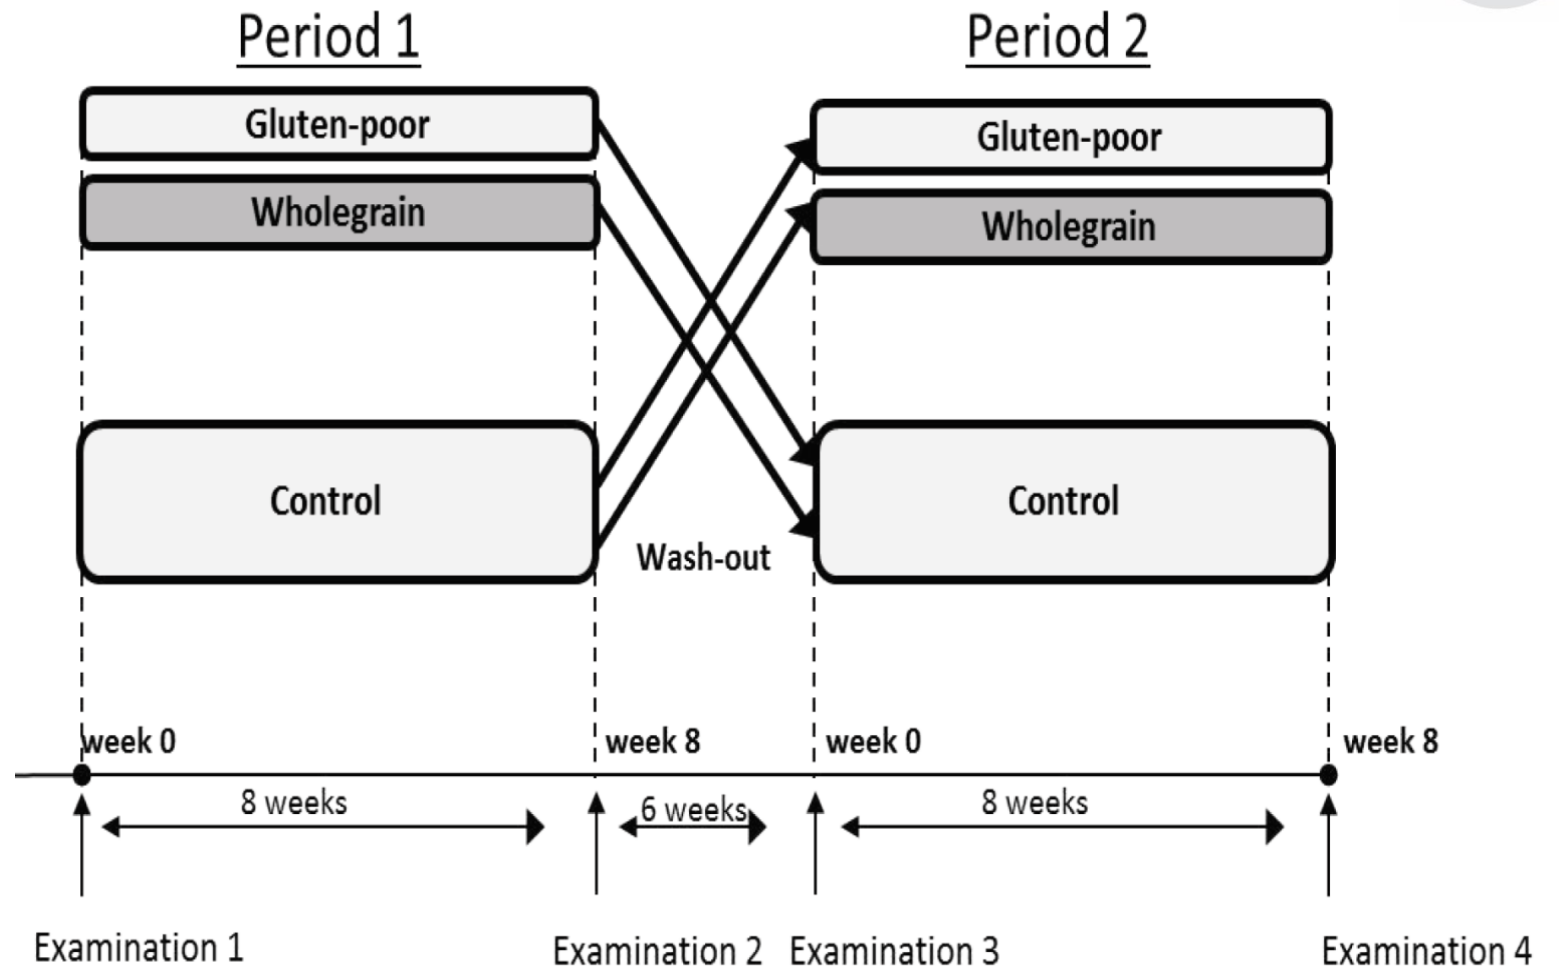 Period 1
Period 2
Gluten-poor
Gluten-poor
Wholegrain
Wholegrain
Control
Control
Wash-out
week 0
week 8
week 0
week 8
8 weeks
6 weeks
8 weeks
Examination 1
Examination 2
Examination 3
Examination 4